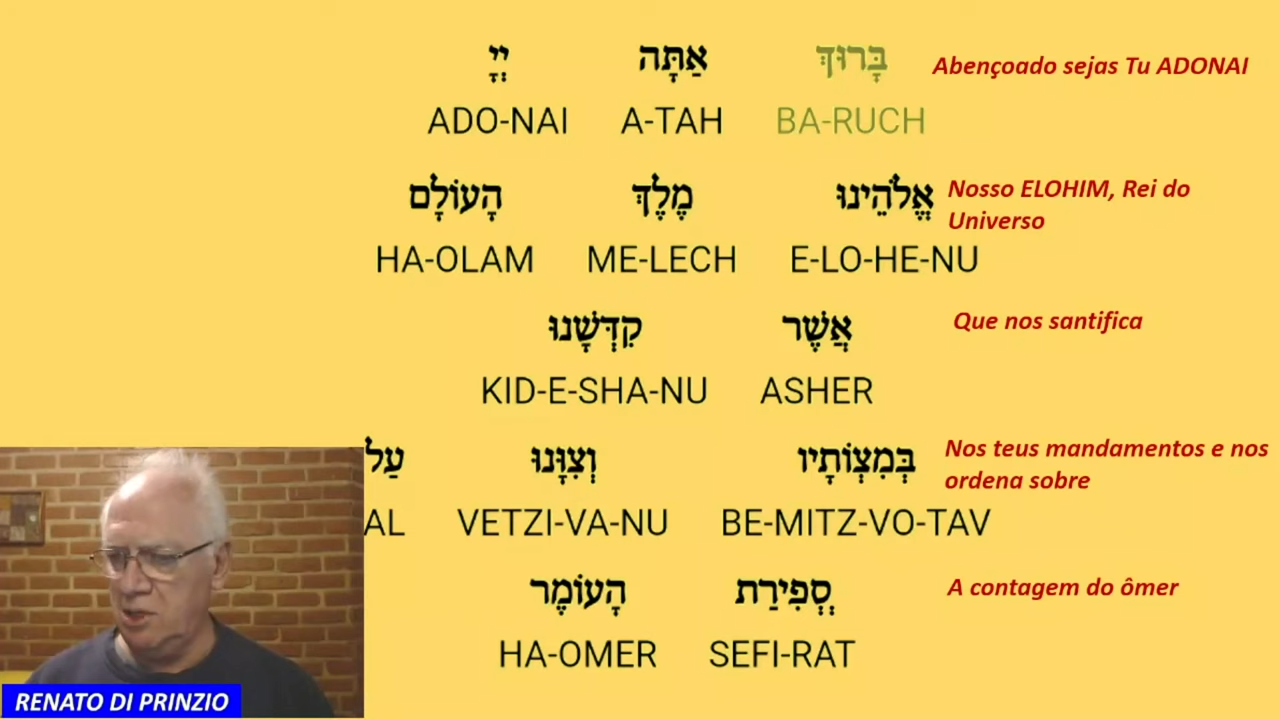 בָּרוּךְ אַתָּה יְיָ
Abençoado sejas Tu ADONAI
ADO-NAI A-TAH BA-RUCH
אֱלֹהֵינוּ מֶלֶךְ הָעוֹלָם
Nosso ELOHIM, Rei do
Universo
HA-OLAM ME-LECH E-LO-HE-NU
אֲשֶׁר קִדְּשָׁנוּ
Que nos santifica
KID-E-SHA-NU ASHER
בְּמִצְוֹתָיו וְצִוָּנוּ עַל
Nos teus mandamentos e nos
ordena sobre
AL VETZI-VA-NU BE-MITZ-VO-TAV
סְפִירַת הָעוֹמֶר
A contagem do ômer
HA-OMER SEFI-RAT
RENATO DI PRINZIO